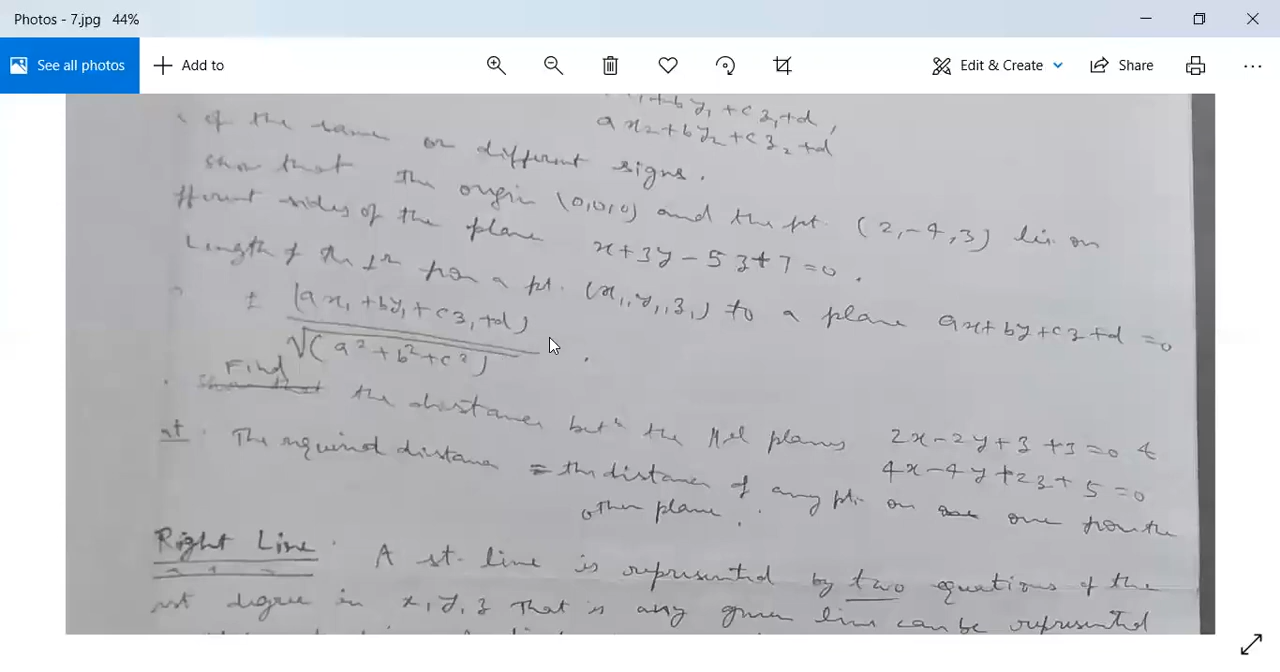 Photos - 7.jpg 44%
See all photos
Add to
Edit & Create
Share
+by₁+cz₁+d,
ax₂+by₂+cz₂+d
of the same or different signs.
show that the origin (0,0,0) and the pt. (2,-4,3) lie on
fferent sides of the plane x+3y-5z+7=0.
Length of the ⊥r from a pt. (x₁,y₁,z₁) to a plane ax+by+cz+d=0
± (ax₁+by₁+cz₁+d)
√(a²+b²+c²)
Find
the distance betn the ||el planes 2x-2y+z+3=0 &
4x-4y+2z+5=0
nt. The required distance = the distance of any pt. on one from the
other plane.
Right Line. A st. line is represented by two equations of the
rst degree in x,y,z That is any given line can be represented